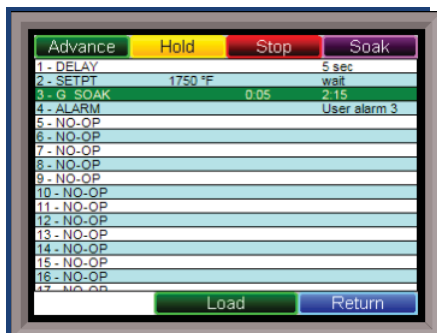 Advance Hold Stop Soak
1 - DELAY 5 sec
2 - SETPT 1750 °F wait
3 - G SOAK 0:05 2:15
4 - ALARM User alarm 3
5 - NO-OP
6 - NO-OP
7 - NO-OP
8 - NO-OP
9 - NO-OP
10 - NO-OP
11 - NO-OP
12 - NO-OP
13 - NO-OP
14 - NO-OP
15 - NO-OP
16 - NO-OP
17 - NO-OP
Load Return